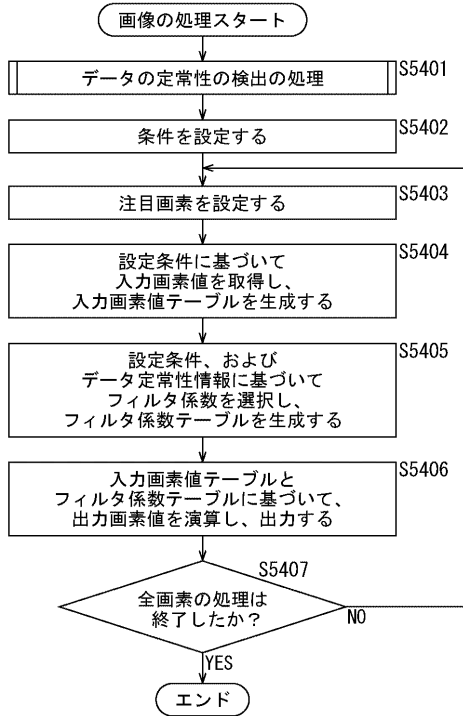 画像の処理スタート
データの定常性の検出の処理
S5401
条件を設定する
S5402
注目画素を設定する
S5403
設定条件に基づいて
入力画素値を取得し、
入力画素値テーブルを生成する
S5404
設定条件、および
データ定常性情報に基づいて
フィルタ係数を選択し、
フィルタ係数テーブルを生成する
S5405
入力画素値テーブルと
フィルタ係数テーブルに基づいて、
出力画素値を演算し、出力する
S5406
S5407
全画素の処理は
終了したか？
NO
YES
エンド